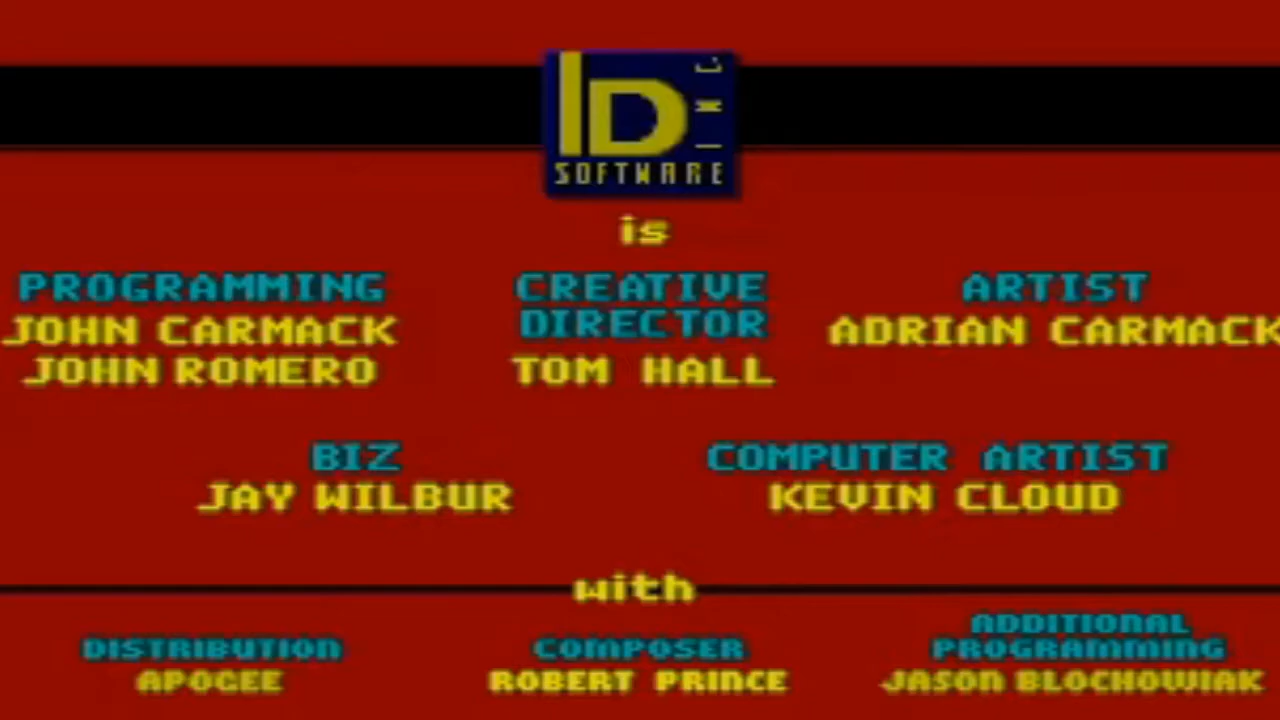 ID INC
SOFTWARE
is
PROGRAMMING
JOHN CARMACK
JOHN ROMERO
CREATIVE
DIRECTOR
TOM HALL
ARTIST
ADRIAN CARMACK
BIZ
JAY WILBUR
COMPUTER ARTIST
KEVIN CLOUD
with
DISTRIBUTION
APOGEE
COMPOSER
ROBERT PRINCE
ADDITIONAL
PROGRAMMING
JASON BLOCHOWIAK